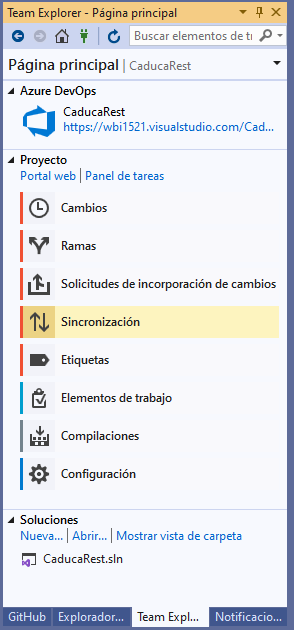 Team Explorer - Página principal
Buscar elementos de tr
Página principal | CaducaRest
Azure DevOps
CaducaRest
https://wbi1521.visualstudio.com/Cad...
Proyecto
Portal web | Panel de tareas
Cambios
Ramas
Solicitudes de incorporación de cambios
Sincronización
Etiquetas
Elementos de trabajo
Compilaciones
Configuración
Soluciones
Nueva... | Abrir... | Mostrar vista de carpeta
CaducaRest.sln
GitHub Explorador... Team Expl... Notificacio...